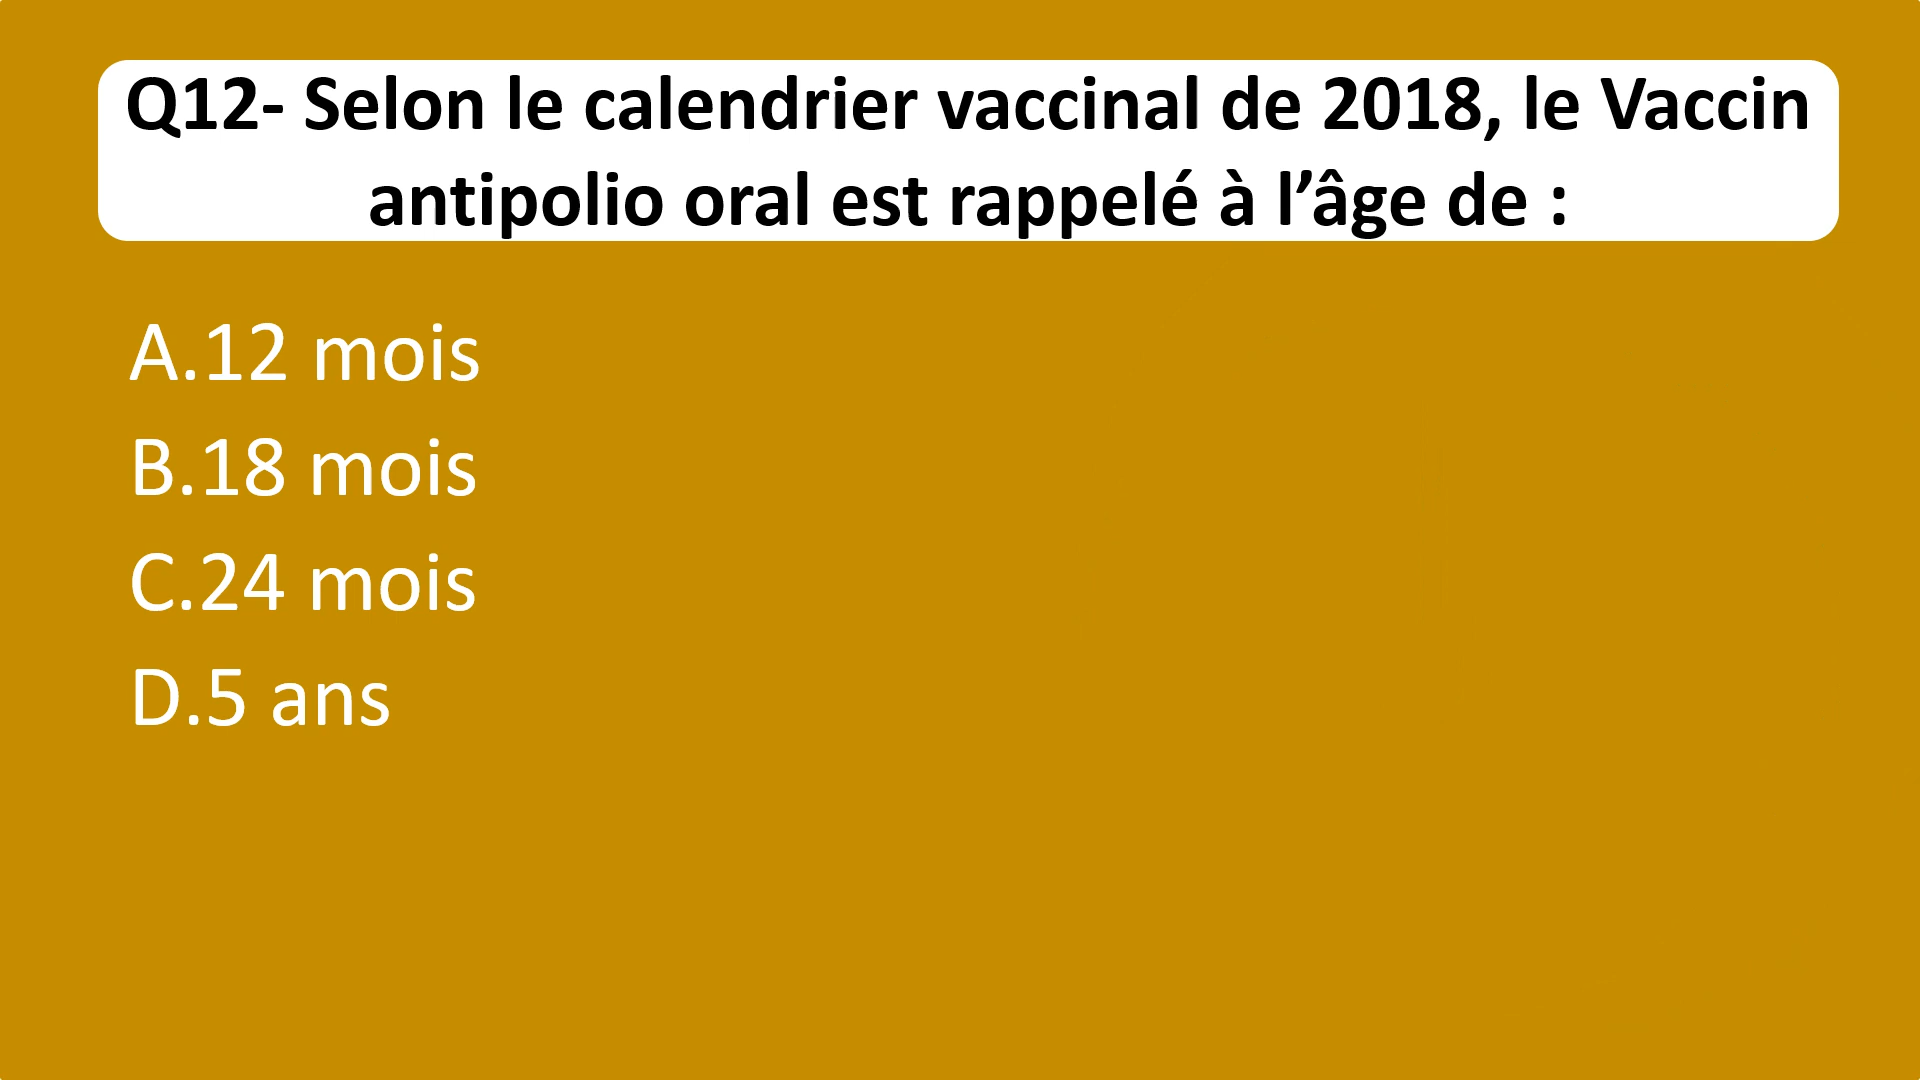 Q12- Selon le calendrier vaccinal de 2018, le Vaccin
antipolio oral est rappelé à l’âge de :
A.12 mois
B.18 mois
C.24 mois
D.5 ans